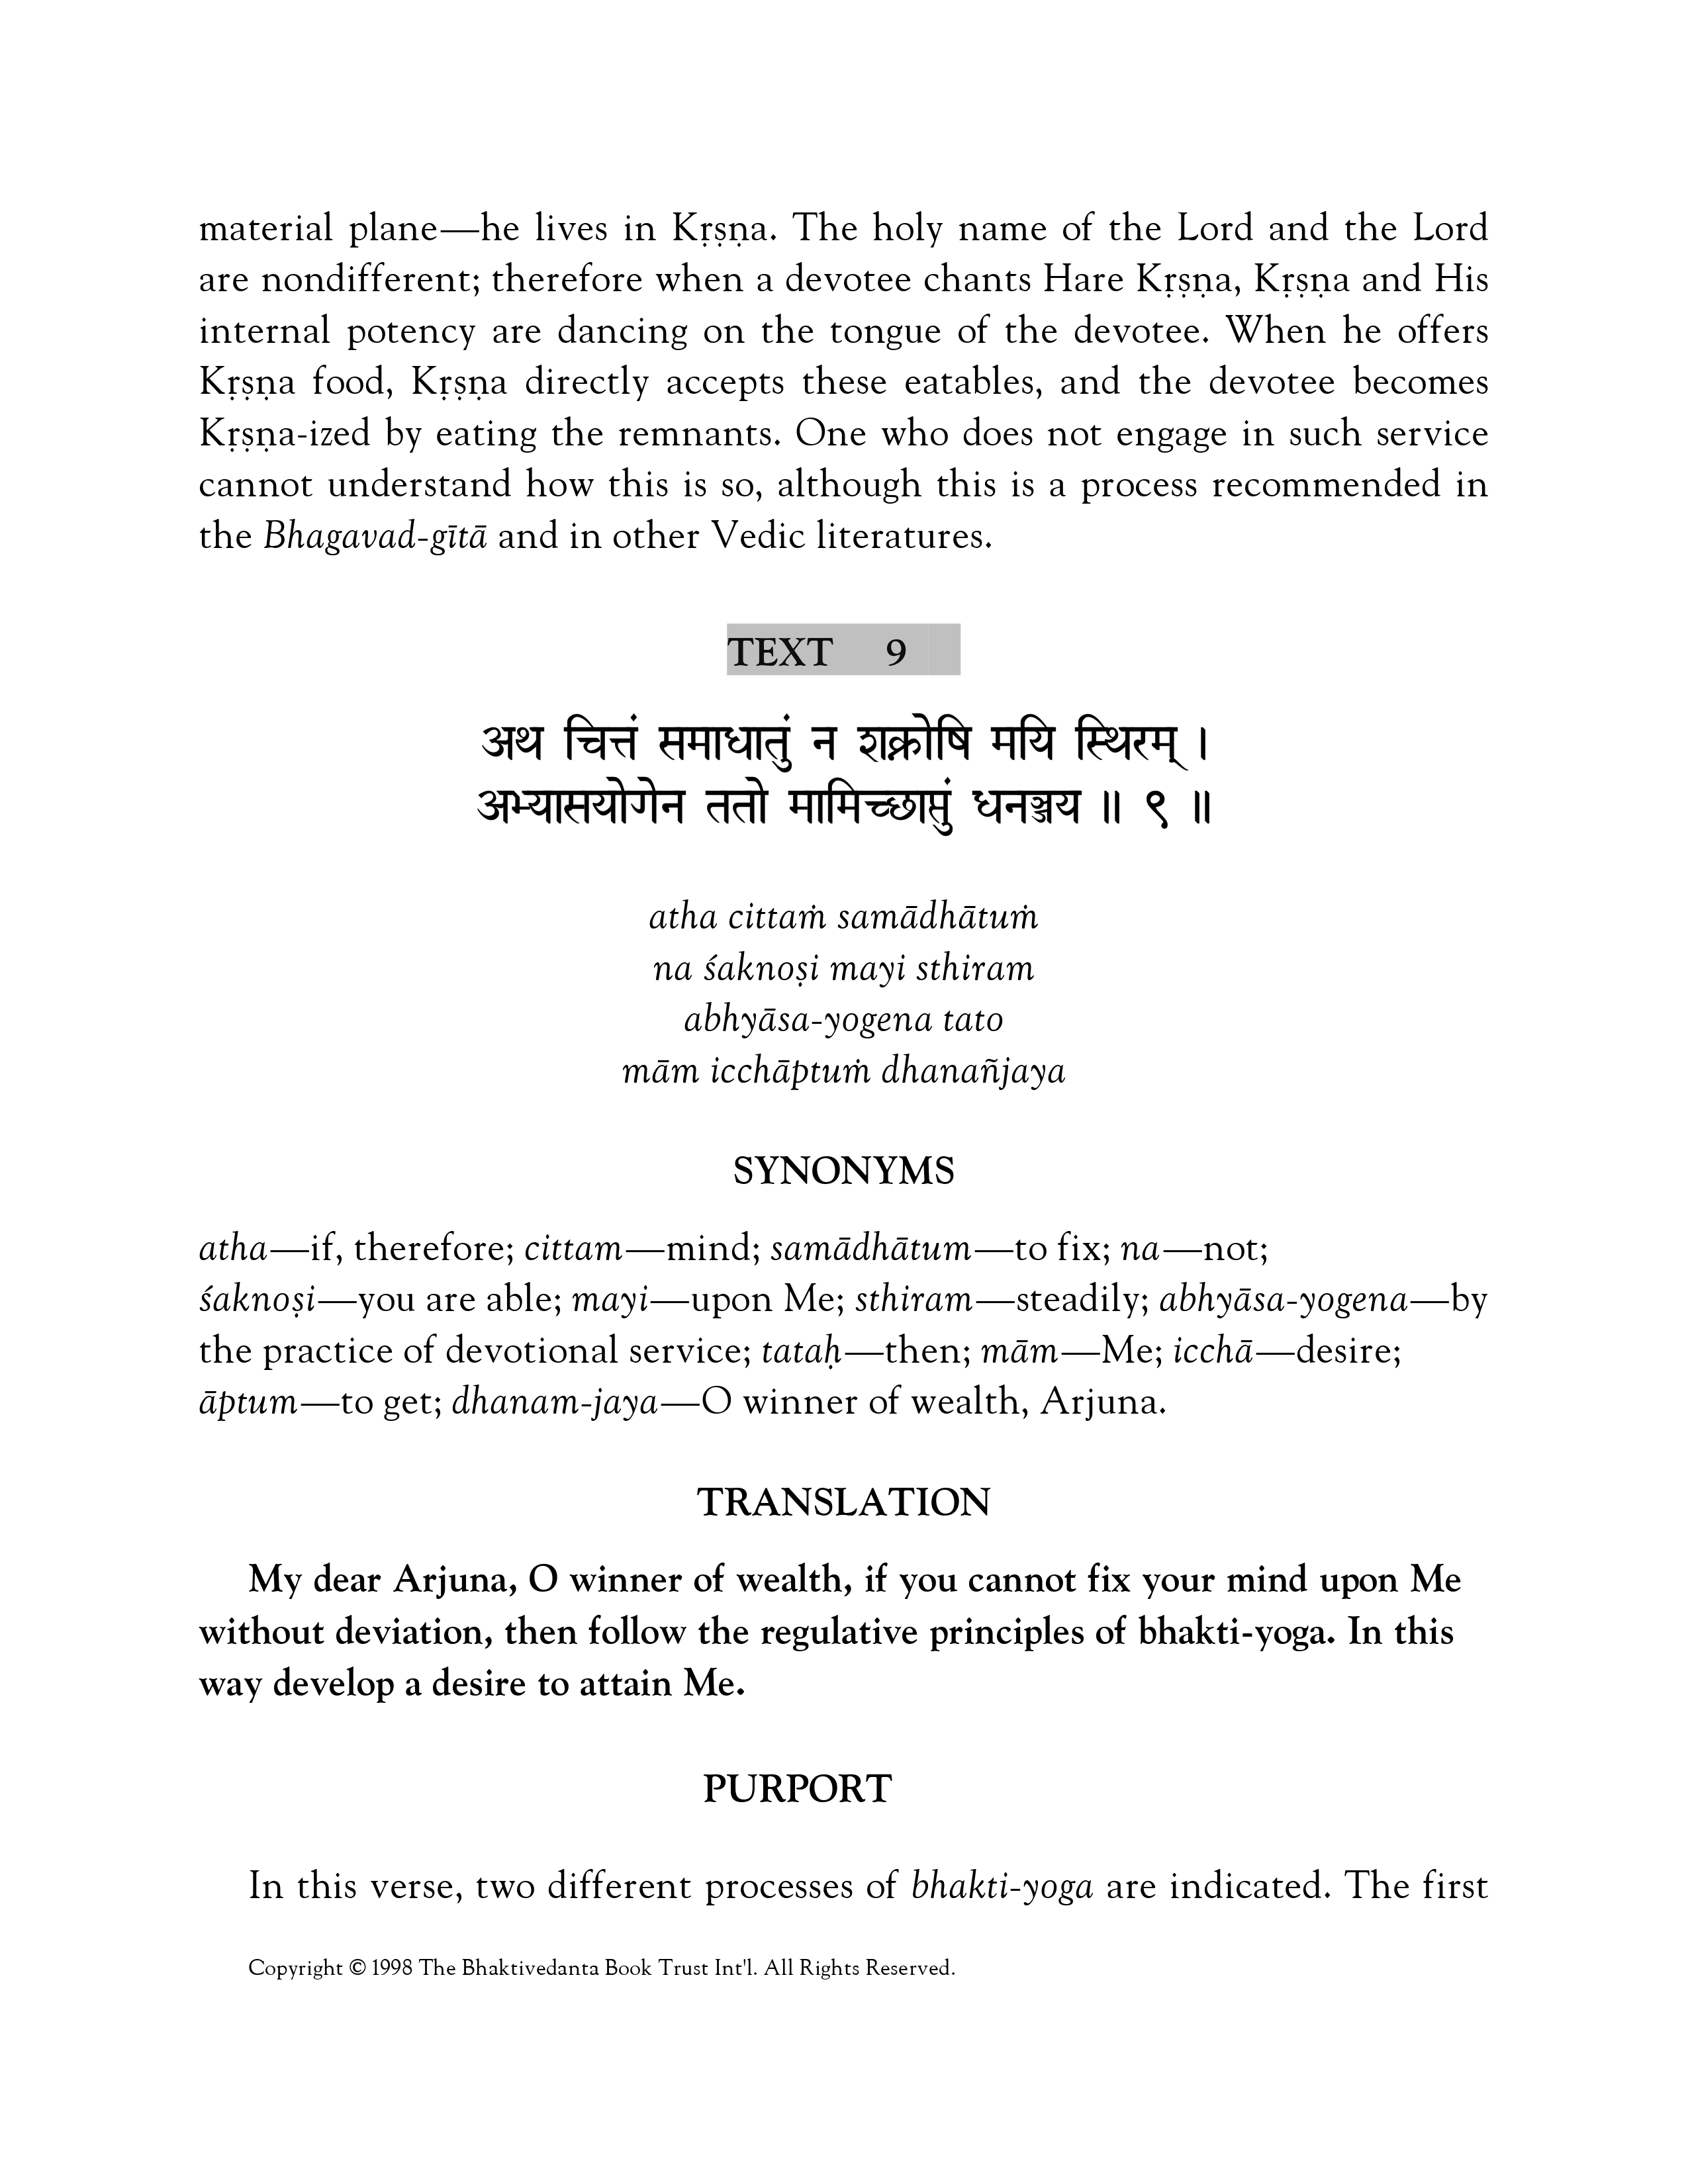 material plane—he lives in Kṛṣṇa. The holy name of the Lord and the Lord
are nondifferent; therefore when a devotee chants Hare Kṛṣṇa, Kṛṣṇa and His
internal potency are dancing on the tongue of the devotee. When he offers
Kṛṣṇa food, Kṛṣṇa directly accepts these eatables, and the devotee becomes
Kṛṣṇa-ized by eating the remnants. One who does not engage in such service
cannot understand how this is so, although this is a process recommended in
the Bhagavad-gītā and in other Vedic literatures.
TEXT 9
अथ चित्तं समाधातुं न शक्नोषि मयि स्थिरम् ।
अभ्यासयोगेन ततो मामिच्छाप्तुं धनञ्जय ॥ ९ ॥
atha cittaṁ samādhātuṁ
na śaknoṣi mayi sthiram
abhyāsa-yogena tato
mām icchāptuṁ dhanañjaya
SYNONYMS
atha—if, therefore; cittam—mind; samādhātum—to fix; na—not;
śaknoṣi—you are able; mayi—upon Me; sthiram—steadily; abhyāsa-yogena—by
the practice of devotional service; tataḥ—then; mām—Me; icchā—desire;
āptum—to get; dhanam-jaya—O winner of wealth, Arjuna.
TRANSLATION
My dear Arjuna, O winner of wealth, if you cannot fix your mind upon Me
without deviation, then follow the regulative principles of bhakti-yoga. In this
way develop a desire to attain Me.
PURPORT
In this verse, two different processes of bhakti-yoga are indicated. The first
Copyright © 1998 The Bhaktivedanta Book Trust Int'l. All Rights Reserved.